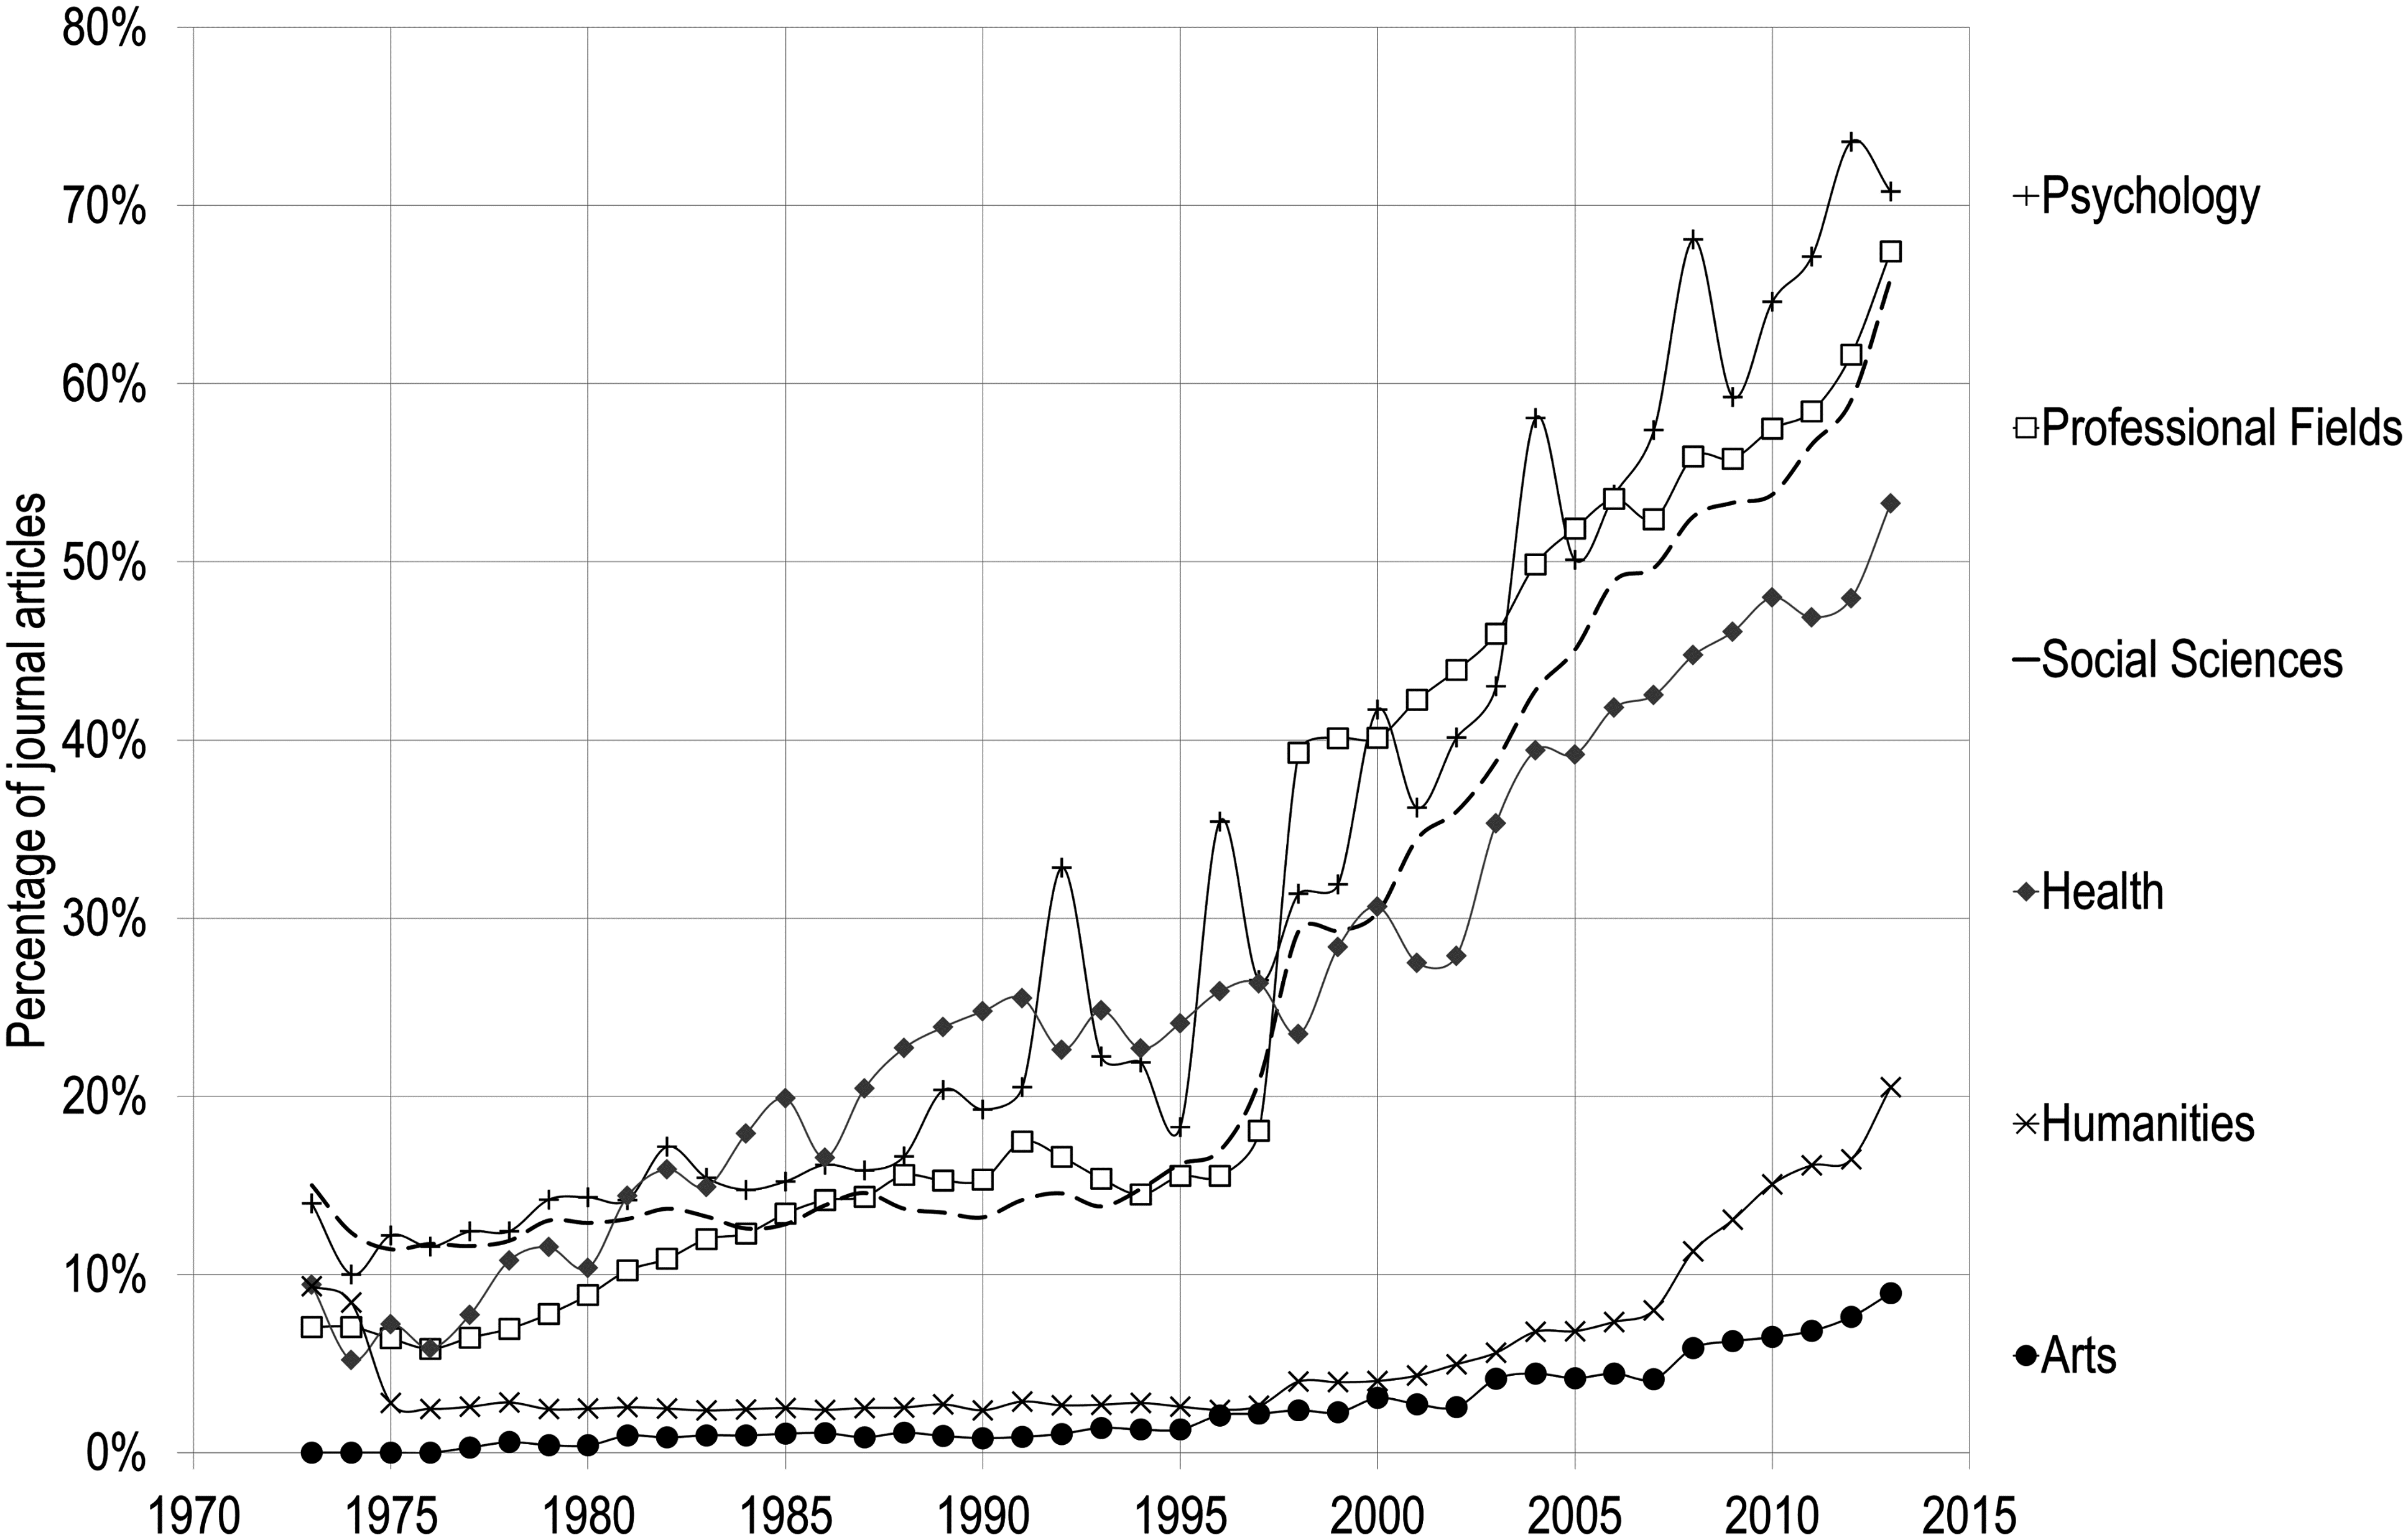 80%
70%
60%
50%
40%
30%
20%
10%
0%
Percentage of journal articles
1970 1975 1980 1985 1990 1995 2000 2005 2010 2015
Psychology
Professional Fields
Social Sciences
Health
Humanities
Arts